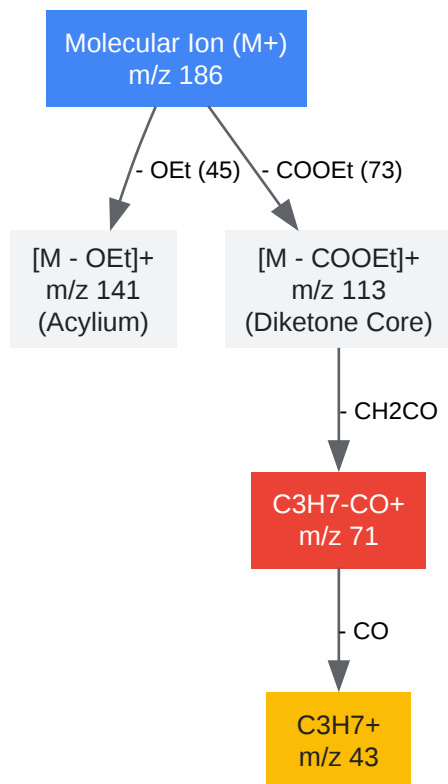 Molecular Ion (M+)
m/z 186
- OEt (45)
- COOEt (73)
[M - OEt]+
m/z 141
(Acylium)
[M - COOEt]+
m/z 113
(Diketone Core)
- CH2CO
C3H7-CO+
m/z 71
- CO
C3H7+
m/z 43